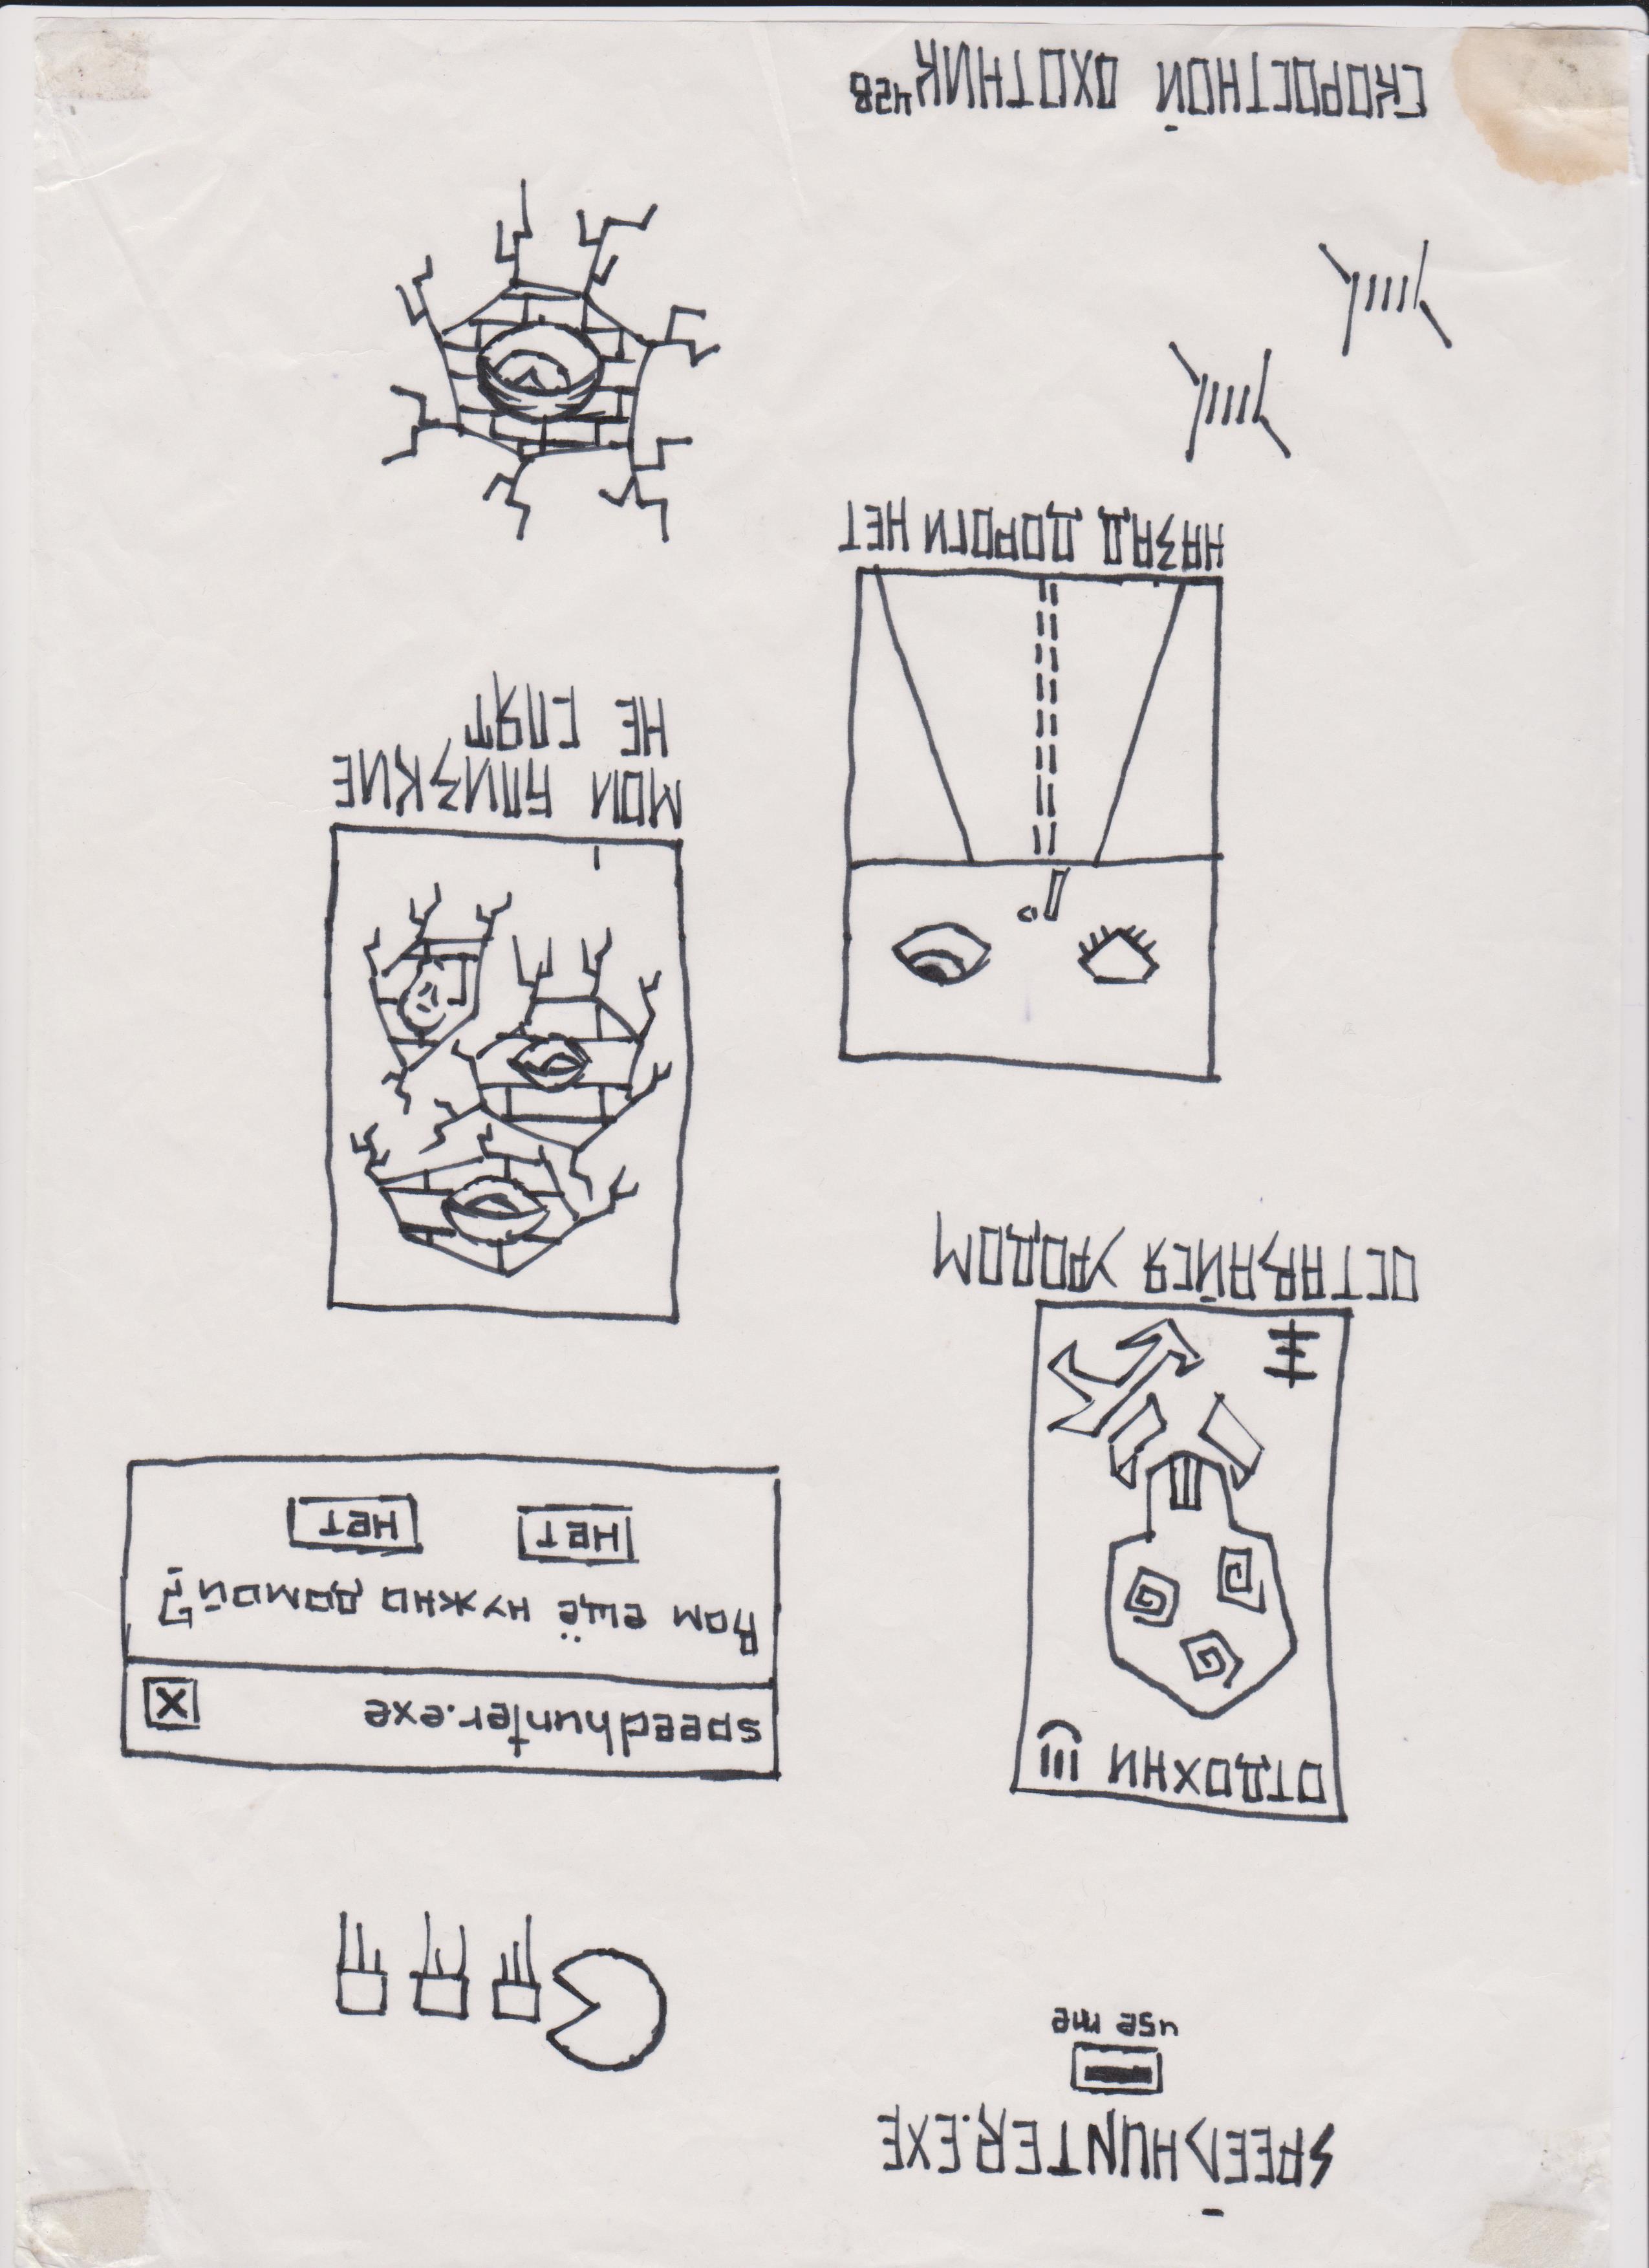 SPEEDHUNTER.EXE
use me
ОТДОХНИ !!!
ОСТАВАЙСЯ УРОДОМ
speedhunter.exe
X
Вам ещё нужно домой?
Нет
Нет
МОИ БЛИЗКИЕ
НЕ СПЯТ
НАЗАД ДОРОГИ НЕТ
СКОРОСТНОЙ ОХОТНИК